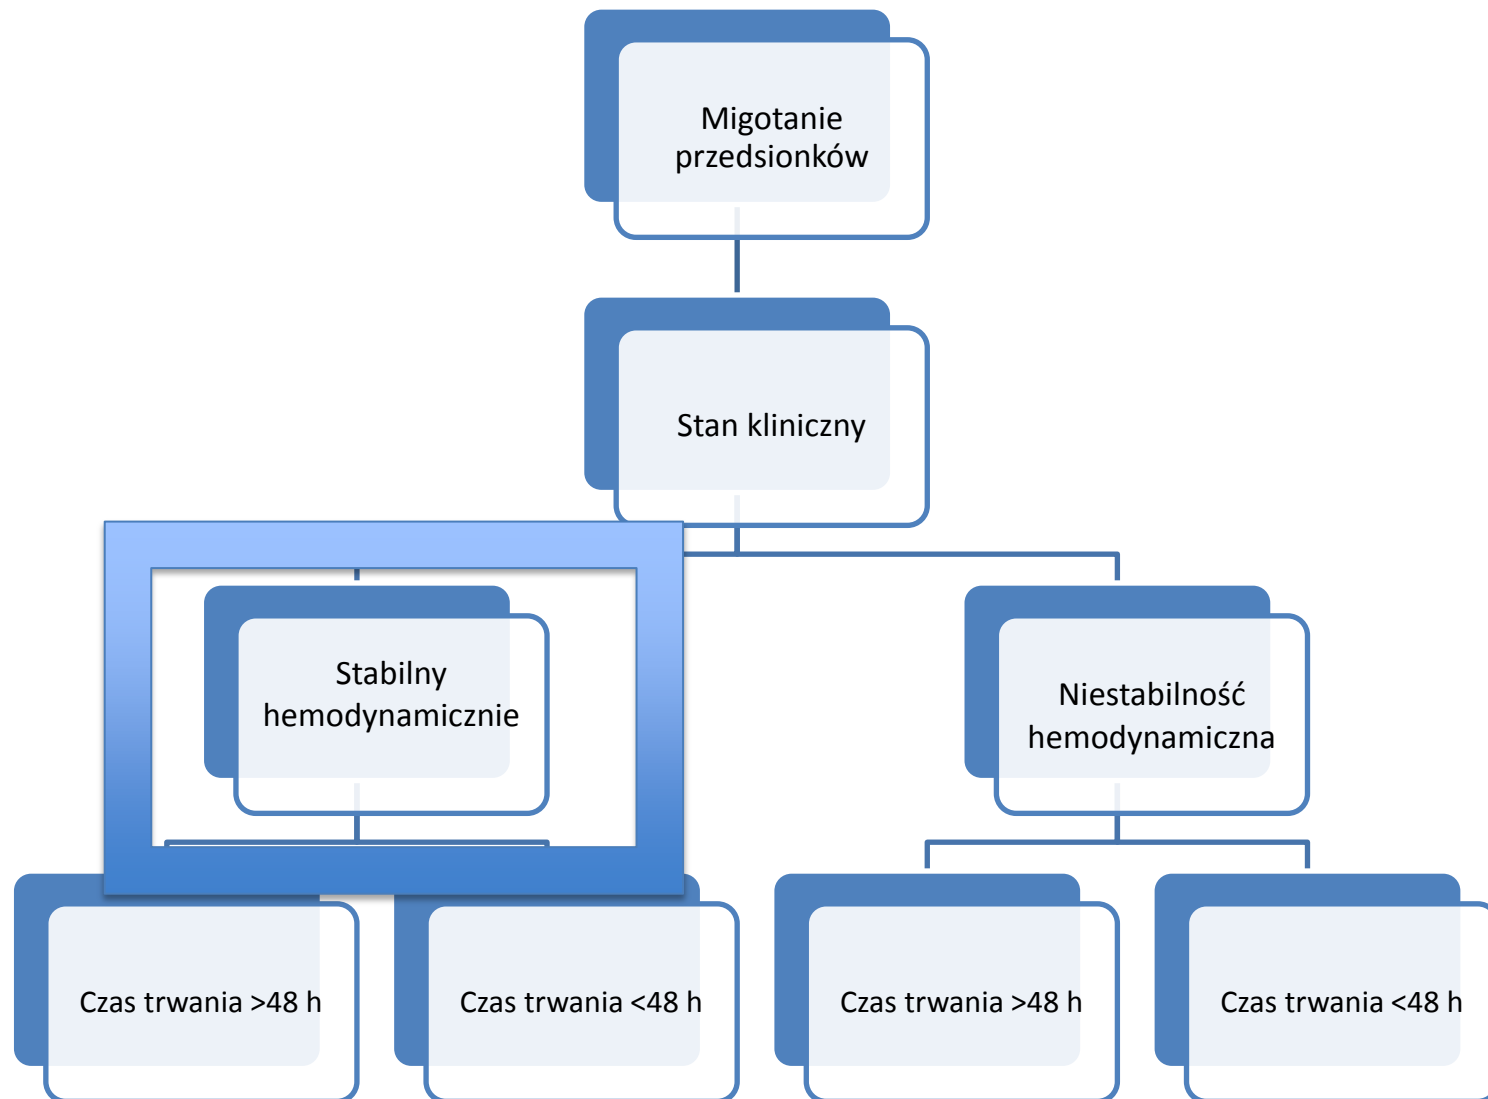 Migotanie
przedsionków
Stan kliniczny
Stabilny
hemodynamicznie
Niestabilność
hemodynamiczna
Czas trwania >48 h
Czas trwania <48 h
Czas trwania >48 h
Czas trwania <48 h